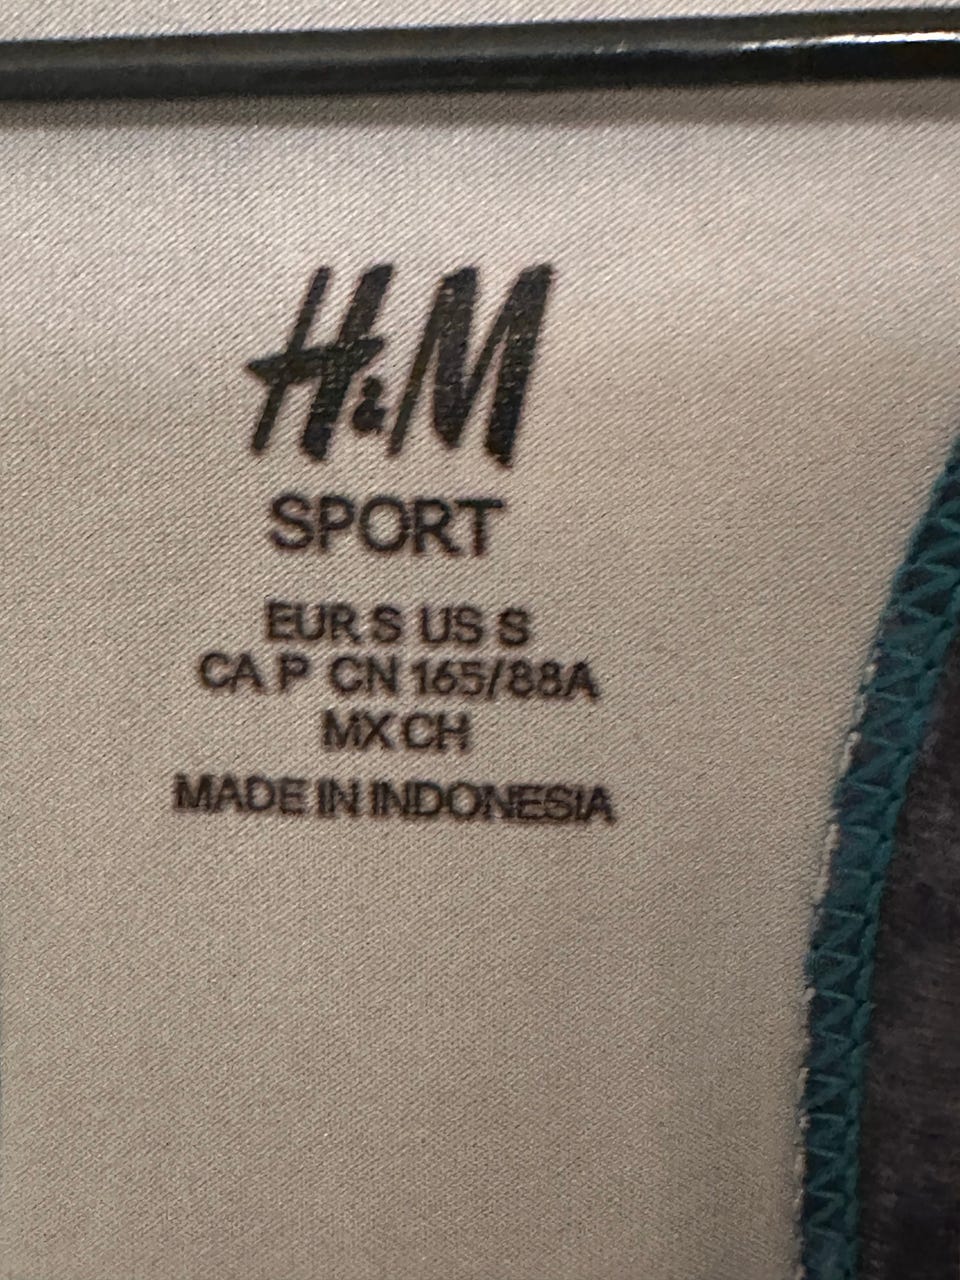 H&M
SPORT
EUR S US S
CA P CN 165/88A
MX CH
MADE IN INDONESIA